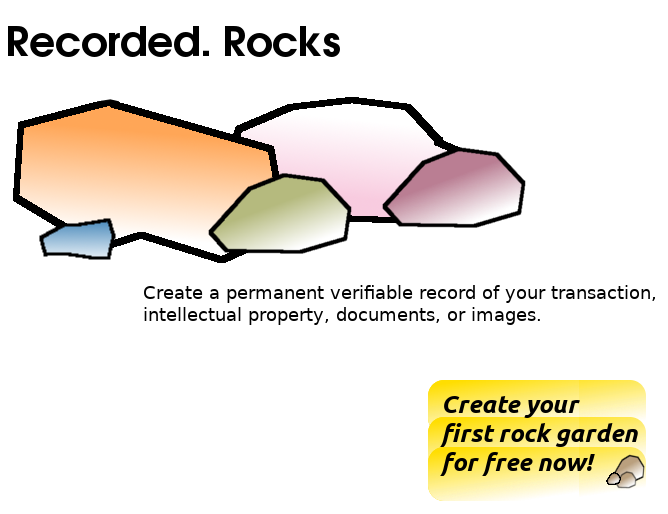 Recorded. Rocks
Create a permanent verifiable record of your transaction,
intellectual property, documents, or images.
Create your
first rock garden
for free now!